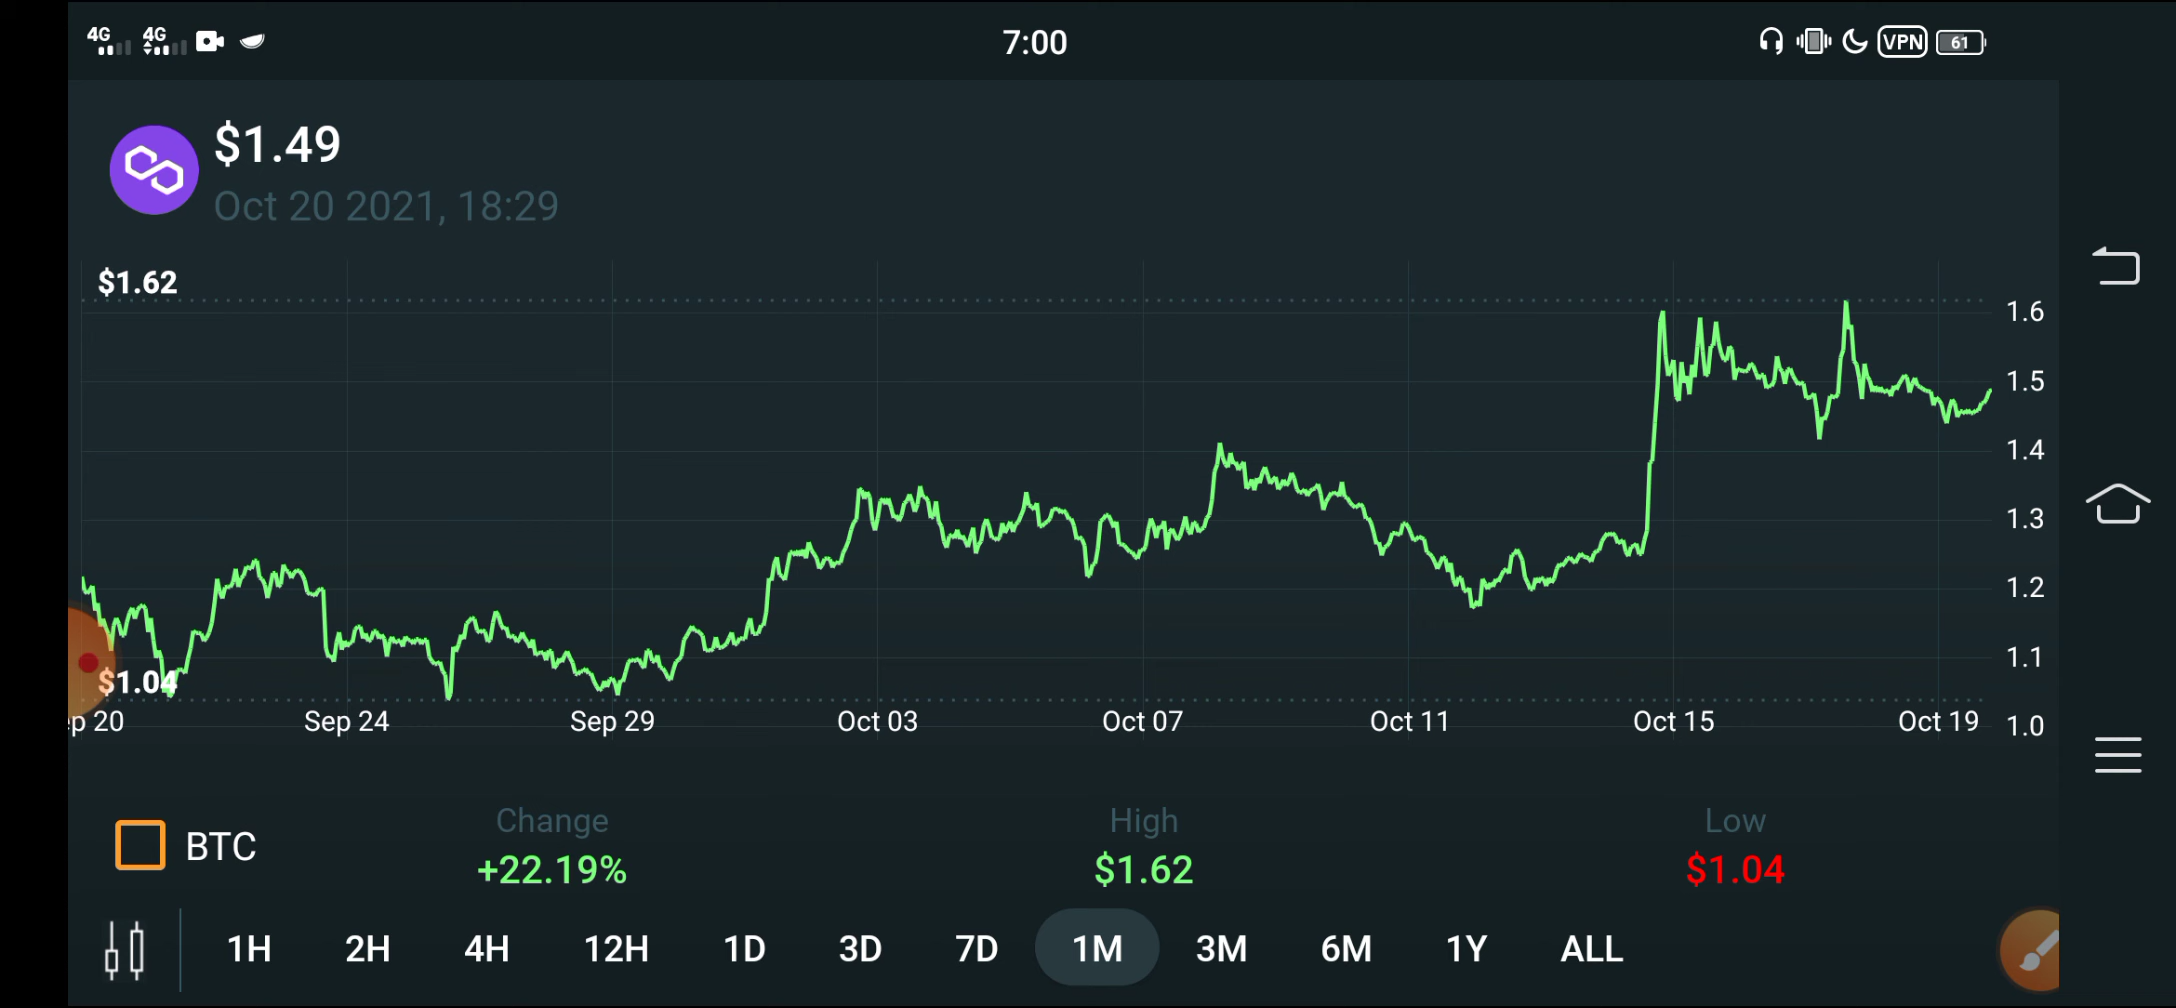 4G 4G 7:00 VPN 61
$1.49
Oct 20 2021, 18:29
$1.62
1.6
1.5
1.4
1.3
1.2
1.1
$1.04
ep 20 Sep 24 Sep 29 Oct 03 Oct 07 Oct 11 Oct 15 Oct 19 1.0
BTC
Change High Low
+22.19% $1.62 $1.04
1H 2H 4H 12H 1D 3D 7D 1M 3M 6M 1Y ALL